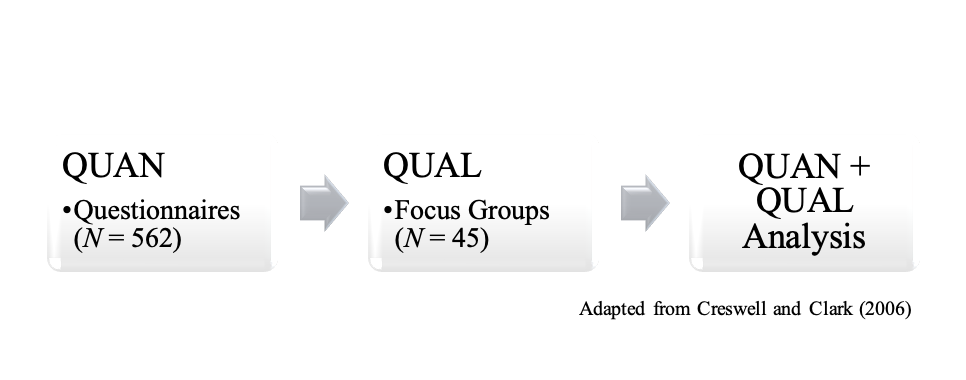 QUAN
•Questionnaires
(N = 562)
QUAL
•Focus Groups
(N = 45)
QUAN +
QUAL
Analysis
Adapted from Creswell and Clark (2006)